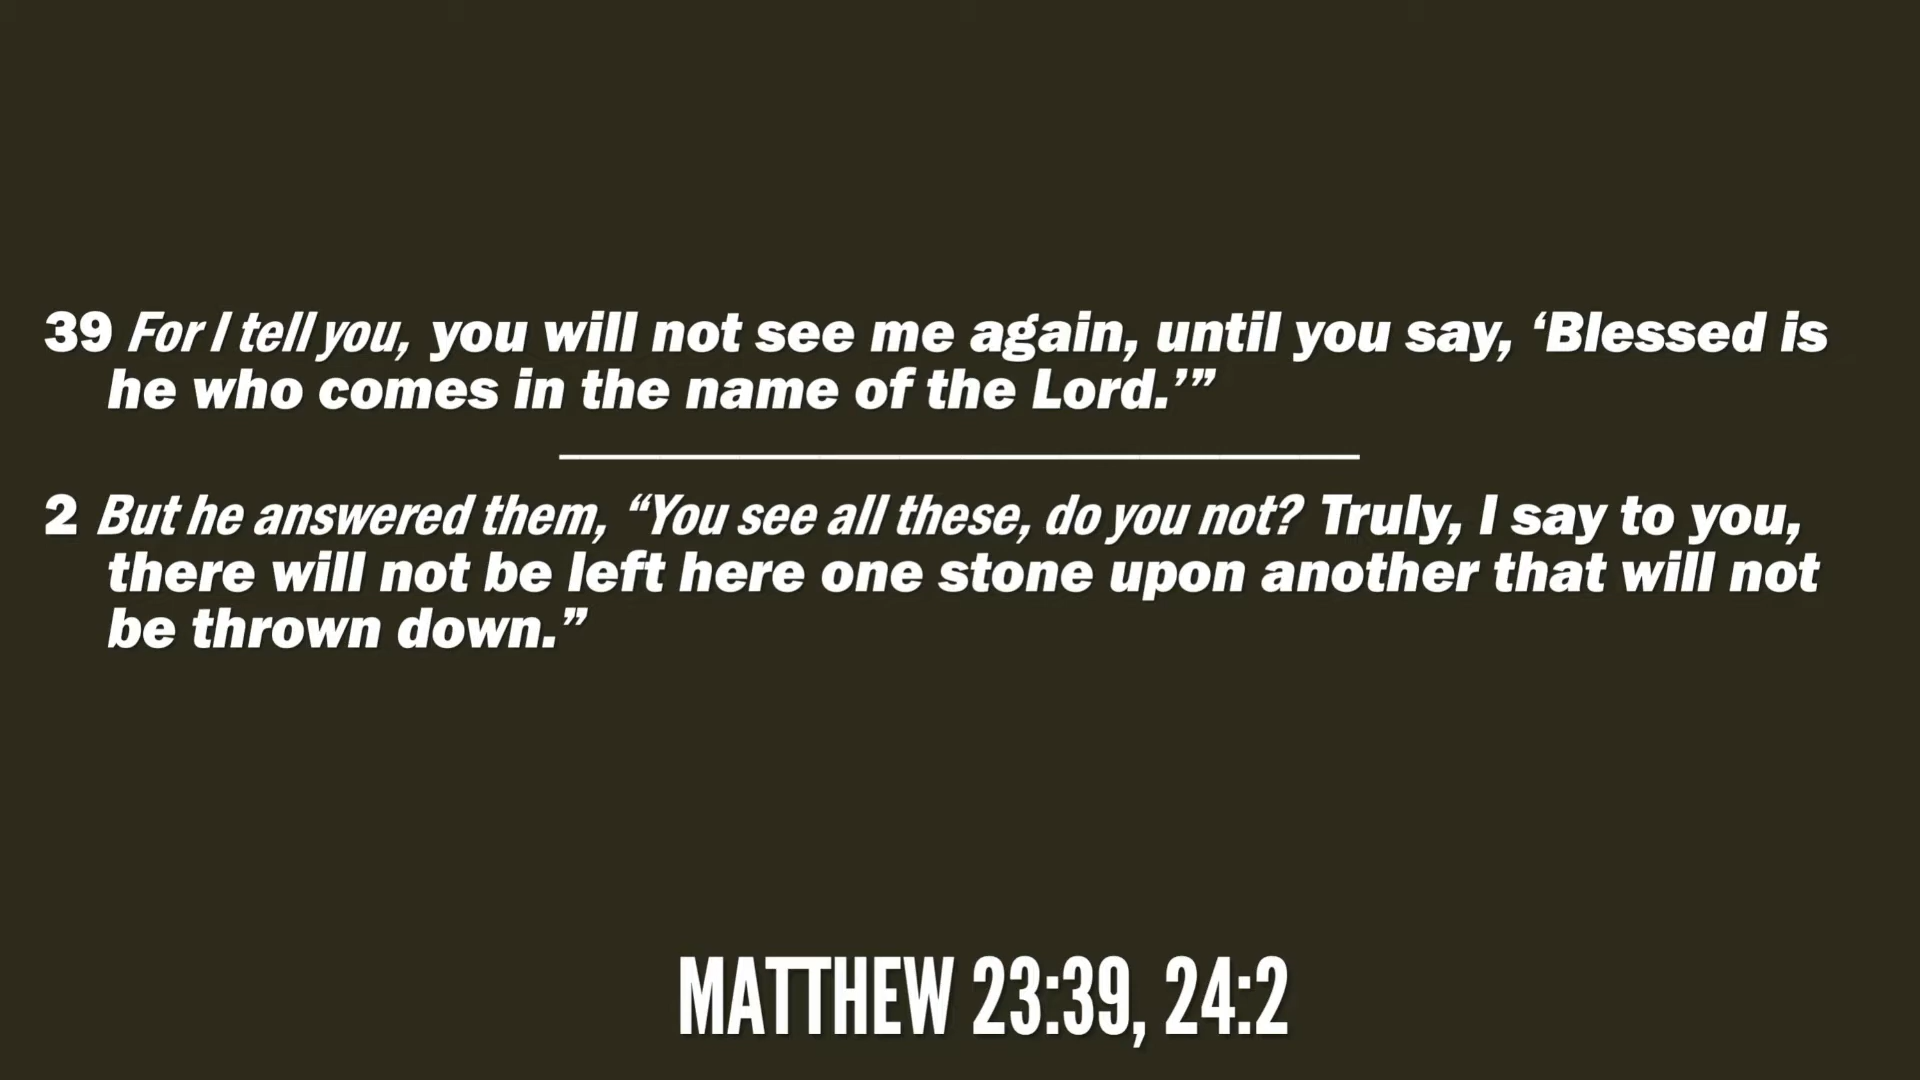 39 For I tell you, you will not see me again, until you say, ‘Blessed is
he who comes in the name of the Lord.’”
2 But he answered them, “You see all these, do you not? Truly, I say to you,
there will not be left here one stone upon another that will not
be thrown down.”
MATTHEW 23:39, 24:2